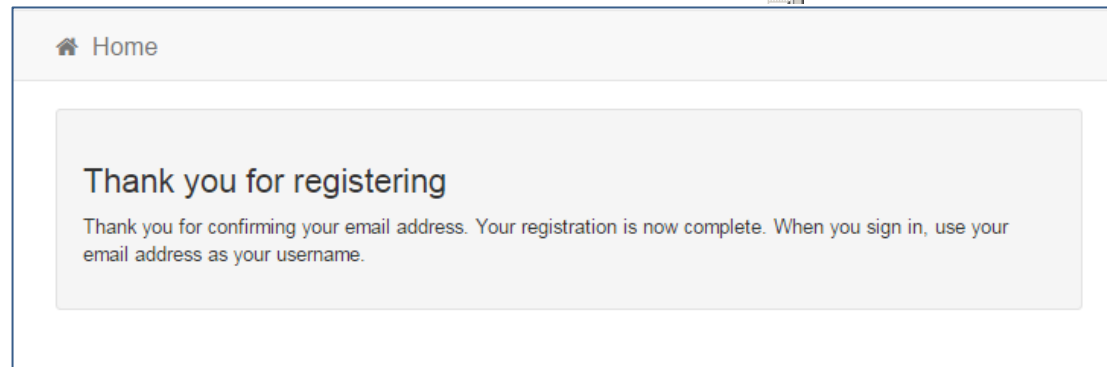 Home
Thank you for registering
Thank you for confirming your email address. Your registration is now complete. When you sign in, use your
email address as your username.